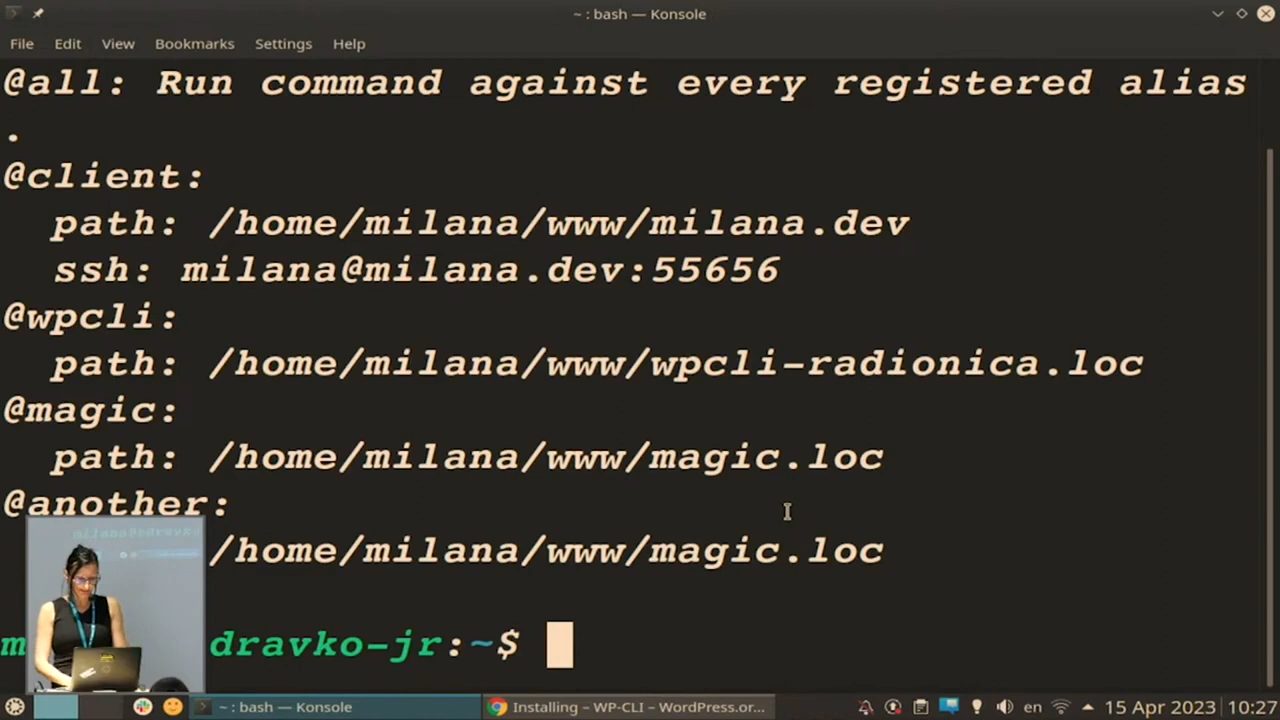 ~ : bash — Konsole
File Edit View Bookmarks Settings Help
@all: Run command against every registered alias
.
@client:
path: /home/milana/www/milana.dev
ssh: milana@milana.dev:55656
@wpcli:
path: /home/milana/www/wpcli-radionica.loc
@magic:
path: /home/milana/www/magic.loc
@another:
/home/milana/www/magic.loc
m dravko-jr:~$
~ : bash — Konsole Installing – WP-CLI – WordPress.or... en 15 Apr 2023 10:27